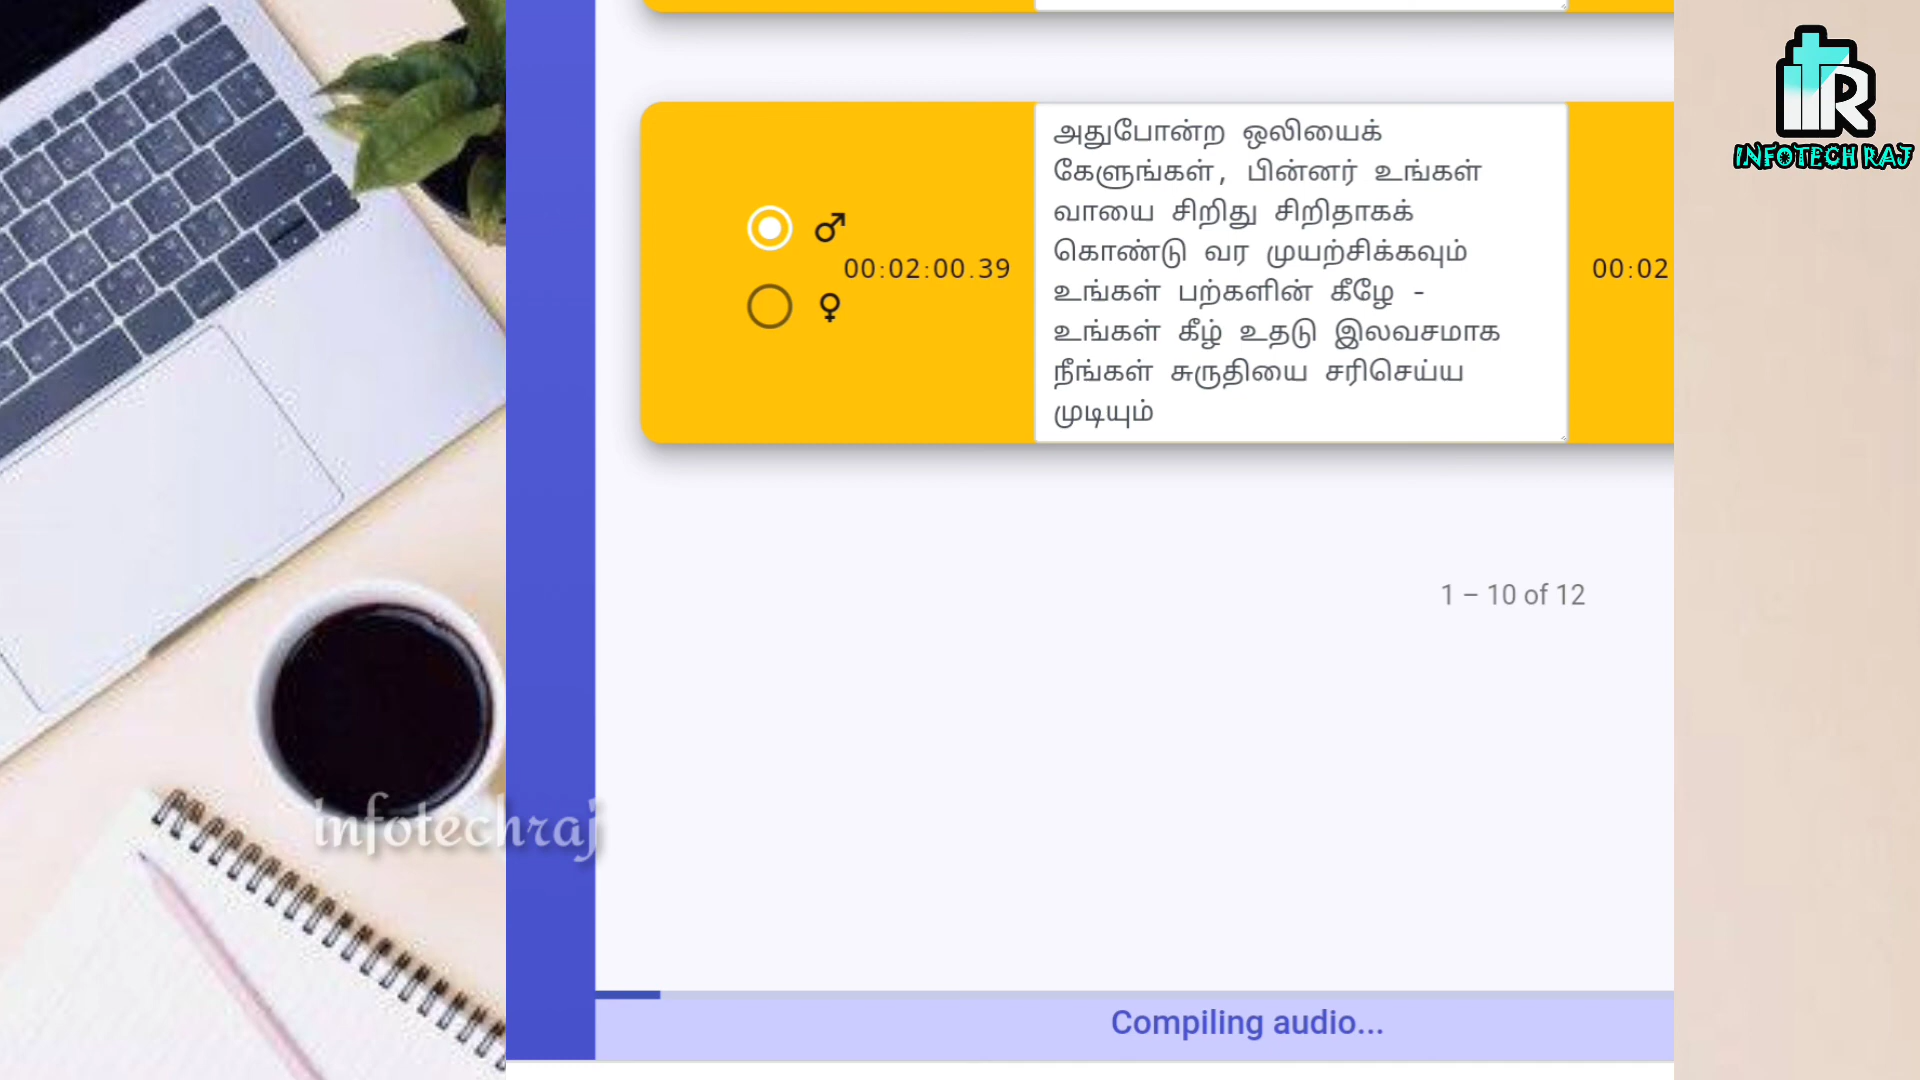 INFOTECH RAJ
அதுபோன்ற ஒலியைக்
கேளுங்கள், பின்னர் உங்கள்
வாயை சிறிது சிறிதாகக்
கொண்டு வர முயற்சிக்கவும்
உங்கள் பற்களின் கீழே -
உங்கள் கீழ் உதடு இலவசமாக
நீங்கள் சுருதியை சரிசெய்ய
முடியும்
00:02:00.39
00:02
1 – 10 of 12
infotechraj
Compiling audio...